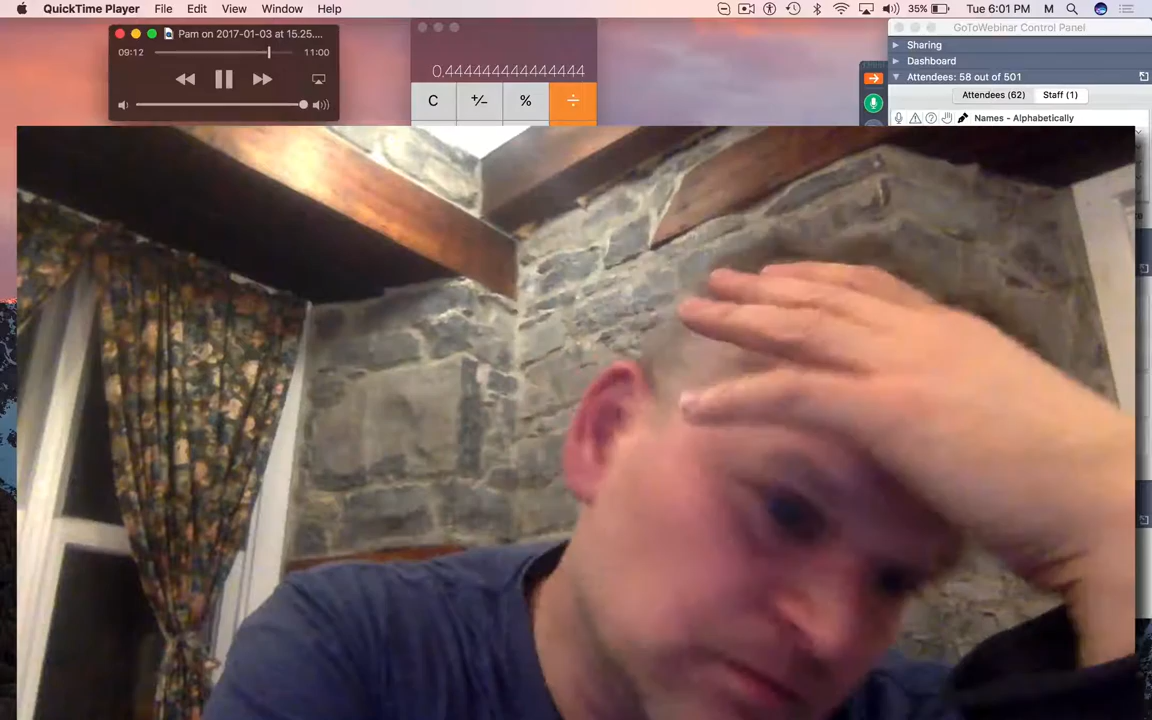 QuickTime Player File Edit View Window Help 35% Tue 6:01 PM M
Pam on 2017-01-03 at 15.25....
09:12 11:00
0,444444444444444
C +⁄- % ÷
GoToWebinar Control Panel
Sharing
Dashboard
Attendees: 58 out of 501
Attendees (62) Staff (1)
Names - Alphabetically